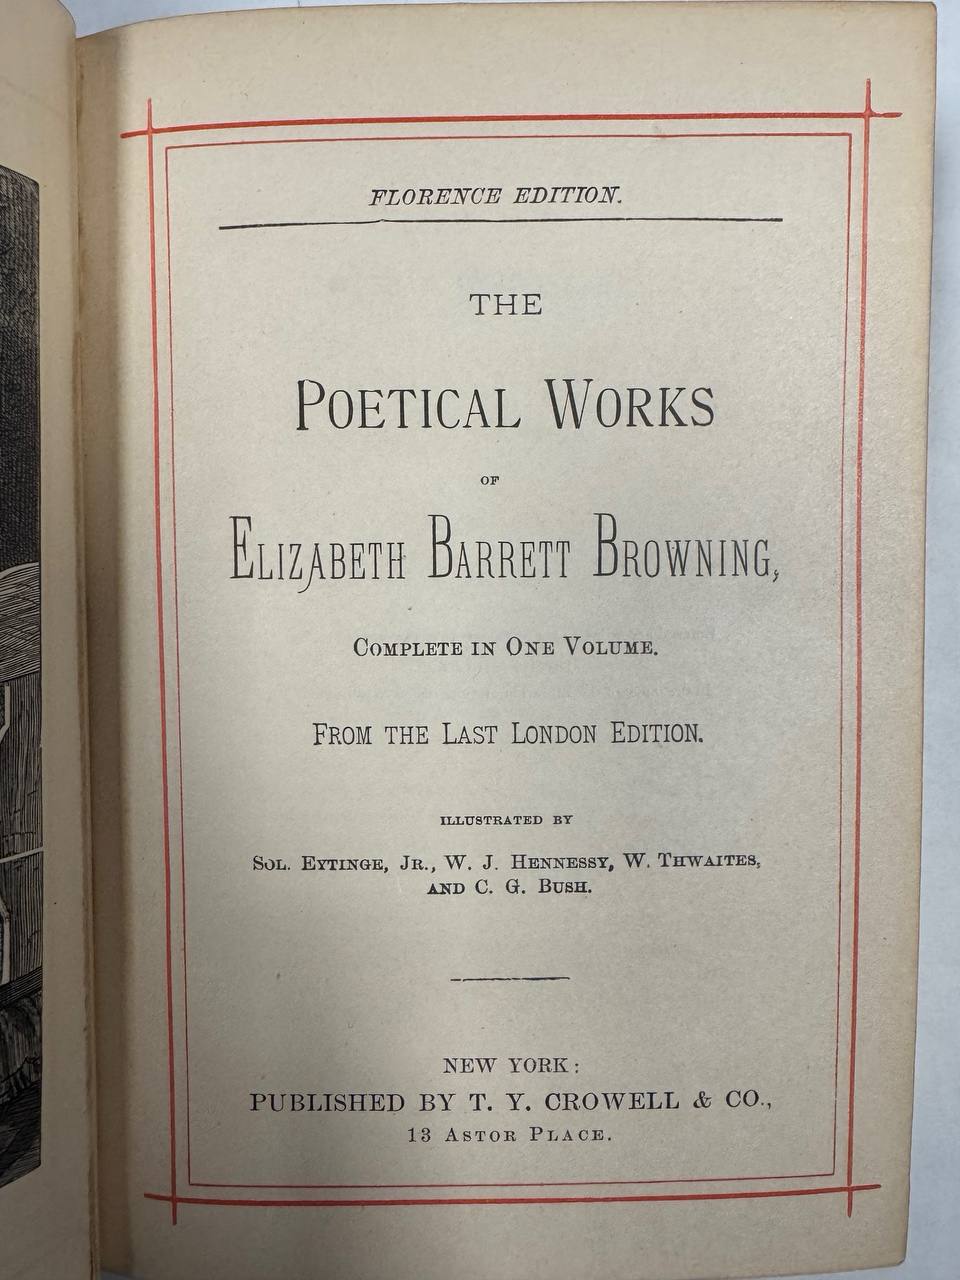 FLORENCE EDITION.
THE
POETICAL WORKS
OF
ELIZABETH BARRETT BROWNING,
COMPLETE IN ONE VOLUME.
FROM THE LAST LONDON EDITION.
ILLUSTRATED BY
SOL. EYTINGE, JR., W. J. HENNESSY, W. THWAITES,
AND C. G. BUSH.
NEW YORK:
PUBLISHED BY T. Y. CROWELL & CO.,
13 ASTOR PLACE.